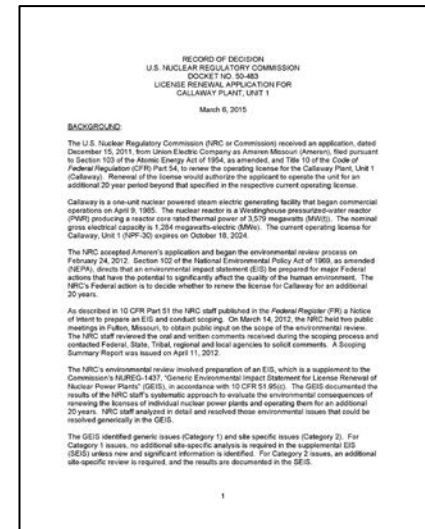 RECORD OF DECISION
U.S. NUCLEAR REGULATORY COMMISSION
DOCKET NO. 50-483
LICENSE RENEWAL APPLICATION FOR
CALLAWAY PLANT, UNIT 1
March 6, 2015
BACKGROUND:
The U.S. Nuclear Regulatory Commission (NRC or Commission) received an application, dated
December 15, 2011, from Union Electric Company as Ameren Missouri (Ameren), filed pursuant
to Section 103 of the Atomic Energy Act of 1954, as amended, and Title 10 of the Code of
Federal Regulation (CFR) Part 54, to renew the operating license for the Callaway Plant, Unit 1
(Callaway). Renewal of the license would authorize the applicant to operate the unit for an
additional 20 year period beyond that specified in the respective current operating license.
Callaway is a one-unit nuclear powered steam electric generating facility that began commercial
operations on April 9, 1985. The nuclear reactor is a Westinghouse pressurized-water reactor
(PWR) producing a reactor core rated thermal power of 3,579 megawatts (MW(t)). The nominal
gross electrical capacity is 1,284 megawatts-electric (MWe). The current operating license for
Callaway, Unit 1 (NPF-30) expires on October 18, 2024.
The NRC accepted Ameren's application and began the environmental review process on
February 24, 2012. Section 102 of the National Environmental Policy Act of 1969, as amended
(NEPA), directs that an environmental impact statement (EIS) be prepared for major Federal
actions that have the potential to significantly affect the quality of the human environment. The
NRC's Federal action is to decide whether to renew the license for Callaway for an additional
20 years.
As described in 10 CFR Part 51 the NRC staff published in the Federal Register (FR) a Notice
of Intent to prepare an EIS and conduct scoping. On March 14, 2012, the NRC held two public
meetings in Fulton, Missouri, to obtain public input on the scope of the environmental review.
The NRC staff reviewed the oral and written comments received during the scoping process and
contacted Federal, State, Tribal, regional and local agencies to solicit comments. A Scoping
Summary Report was issued on April 11, 2012.
The NRC's environmental review involved preparation of an EIS, which is a supplement to the
Commission's NUREG-1437, "Generic Environmental Impact Statement for License Renewal of
Nuclear Power Plants" (GEIS), in accordance with 10 CFR 51.95(c). The GEIS documented the
results of the NRC staff's systematic approach to evaluate the environmental consequences of
renewing the licenses of individual nuclear power plants and operating them for an additional
20 years. NRC analyzed in detail and resolved those environmental issues that could be
resolved generically in the GEIS.
The GEIS identified generic issues (Category 1) and site specific issues (Category 2). For
Category 1 issues, no additional site-specific analysis is required in the supplemental EIS
(SEIS) unless new and significant information is identified. For Category 2 issues, an additional
site-specific review is required, and the results are documented in the SEIS.
1